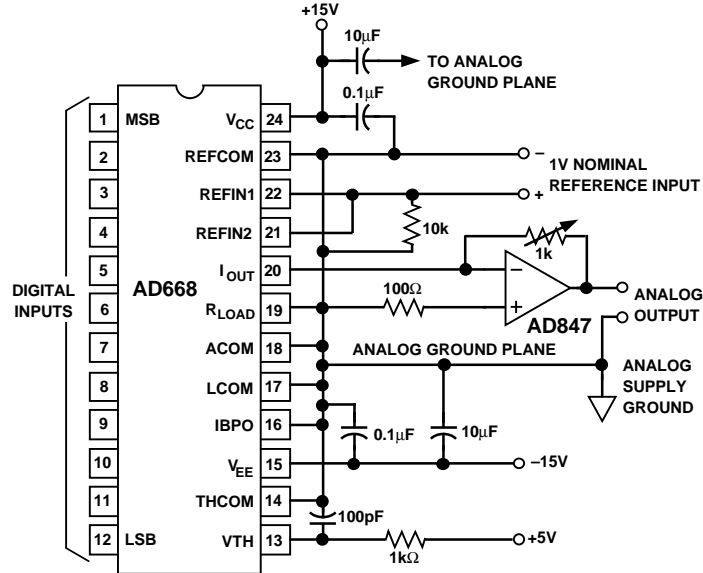 +15V
10µF
TO ANALOG
GROUND PLANE
0.1µF
1 MSB
VCC 24
2
REFCOM 23
–
1V NOMINAL
REFERENCE INPUT
3
REFIN1 22
+
10k
4
REFIN2 21
1k
5
IOUT 20
–
DIGITAL
INPUTS
AD668
6
RLOAD 19
100Ω
+
AD847
ANALOG
OUTPUT
7
ACOM 18
ANALOG GROUND PLANE
ANALOG
SUPPLY
GROUND
8
LCOM 17
9
IBPO 16
0.1µF
10µF
10
VEE 15
–15V
11
THCOM 14
100pF
12 LSB
VTH 13
1kΩ
+5V